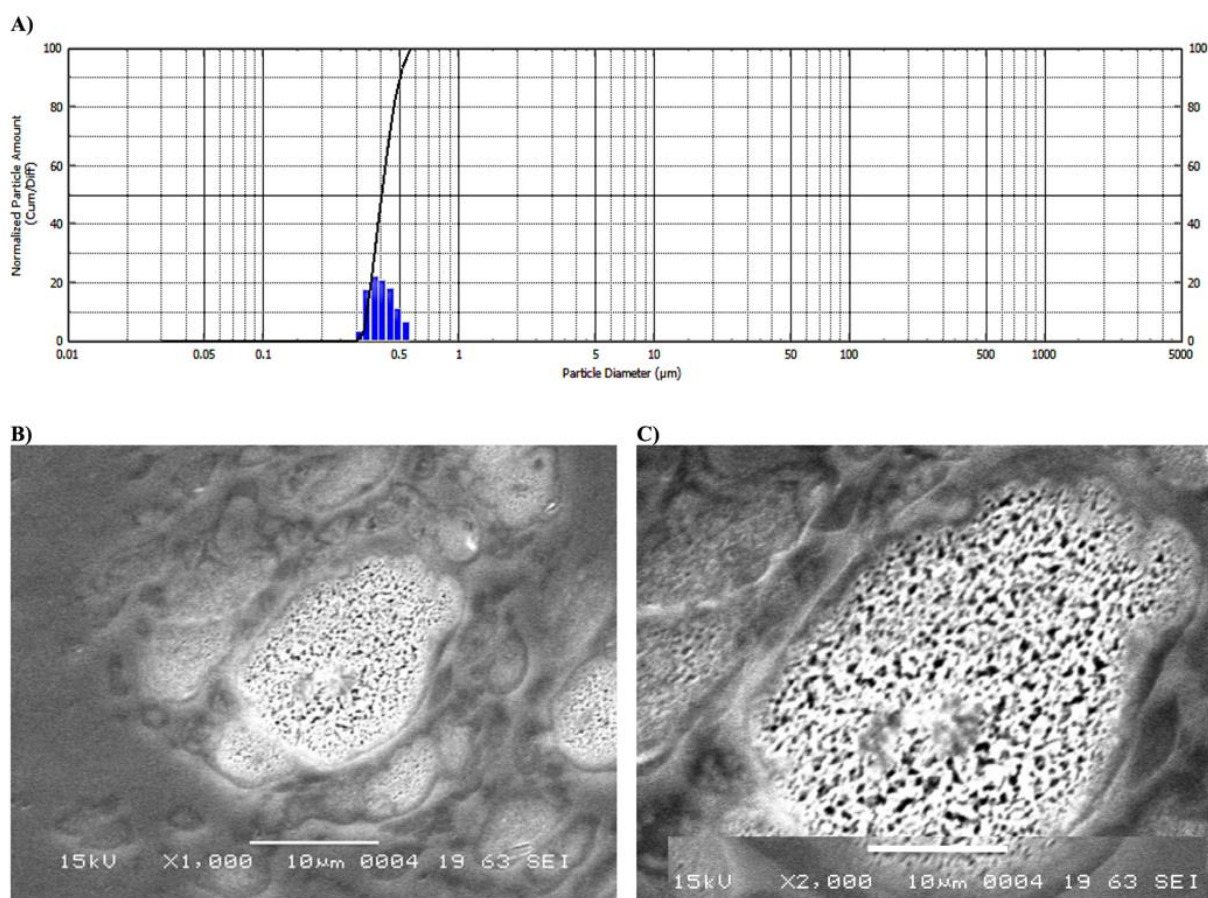 A)
Normalized Particle Amount
(Cum/Diff)
100
80
60
40
20
0
100
80
60
40
20
0
0.01 0.05 0.1 0.5 1 5 10 50 100 500 1000 5000
Particle Diameter (µm)
B)
C)
15kV X1,000 10µm 0004 19 63 SEI
15kV X2,000 10µm 0004 19 63 SEI